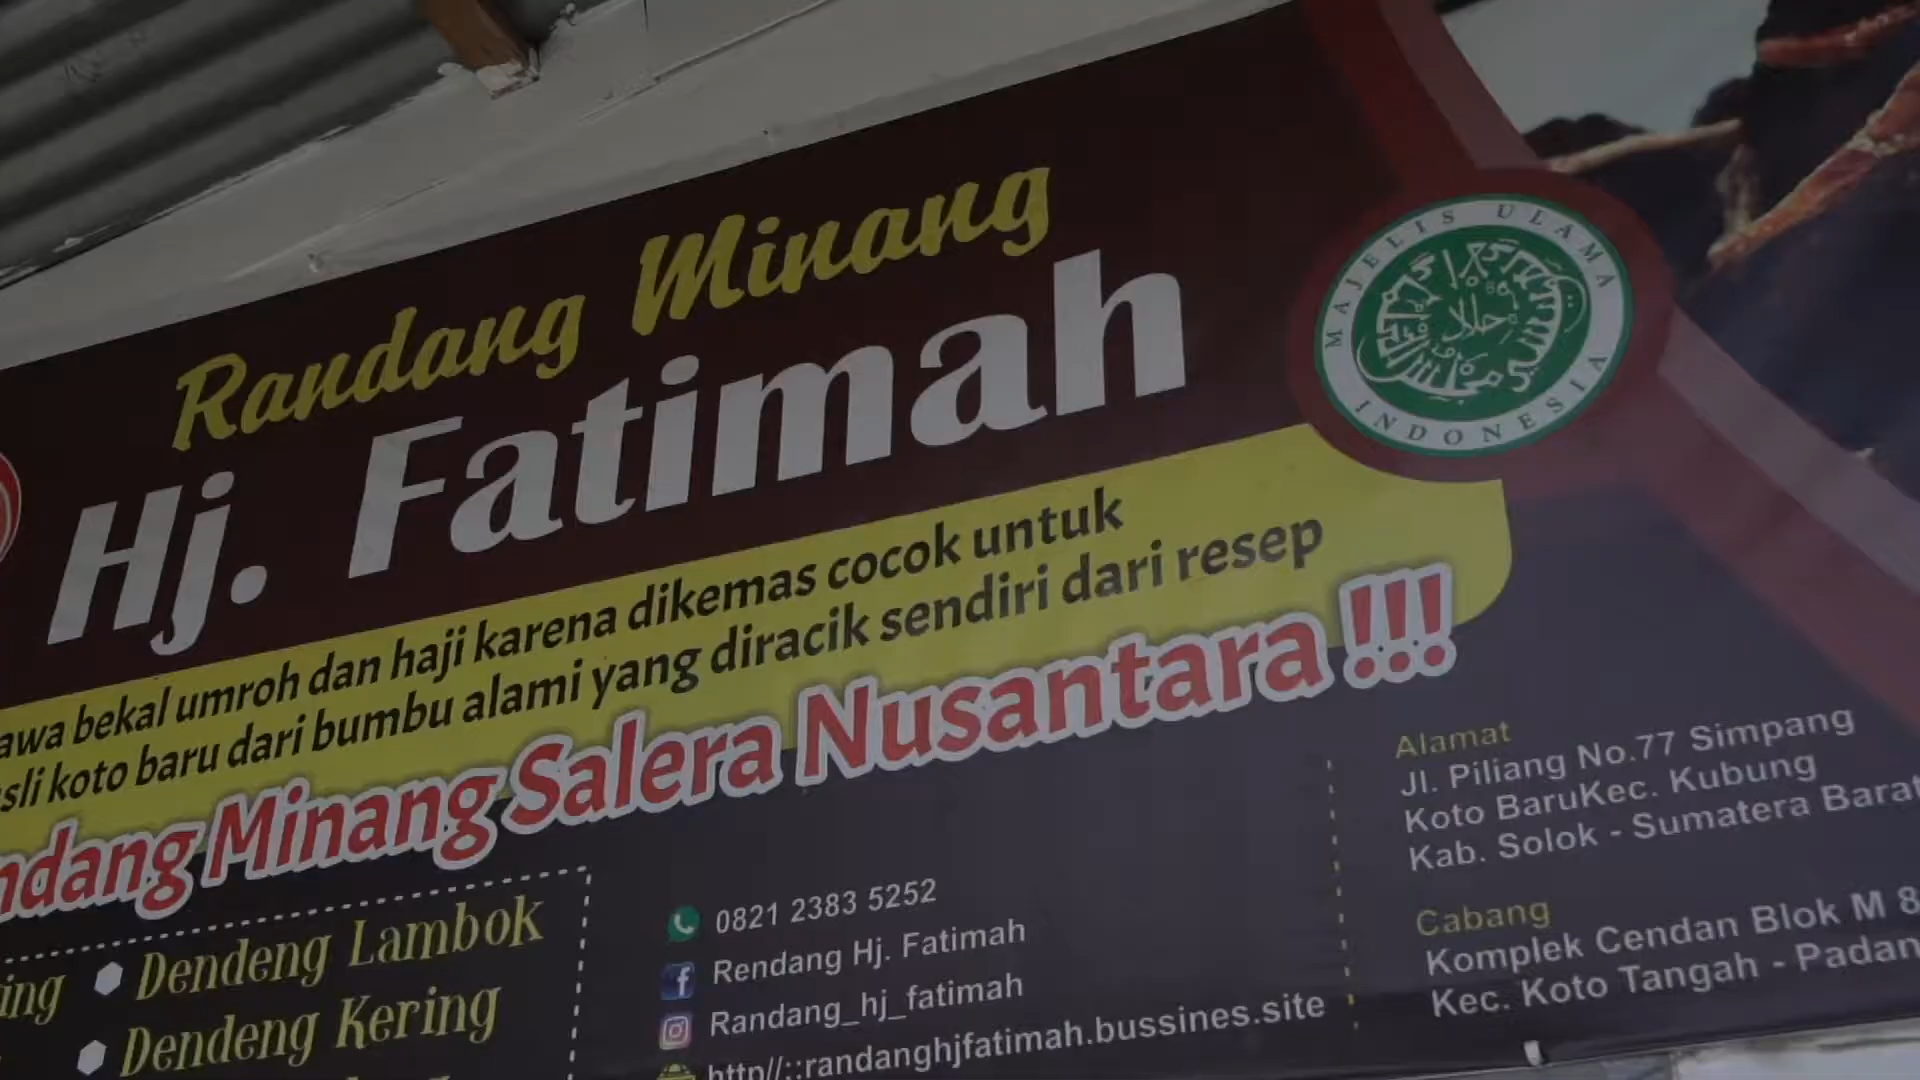 Randang Minang
Hj. Fatimah
MAJELIS ULAMA
INDONESIA
bekal umroh dan haji karena dikemas cocok untuk
koto baru dari bumbu alami yang diracik sendiri dari resep
Minang Salera Nusantara !!!
Dendeng Lambok
Dendeng Kering
0821 2383 5252
Rendang Hj. Fatimah
Randang_hj_fatimah
http//::randanghjfatimah.bussines.site
Alamat
Jl. Piliang No.77 Simpang
Koto BaruKec. Kubung
Kab. Solok - Sumatera Barat
Cabang
Komplek Cendan Blok M 8
Kec. Koto Tangah - Padan